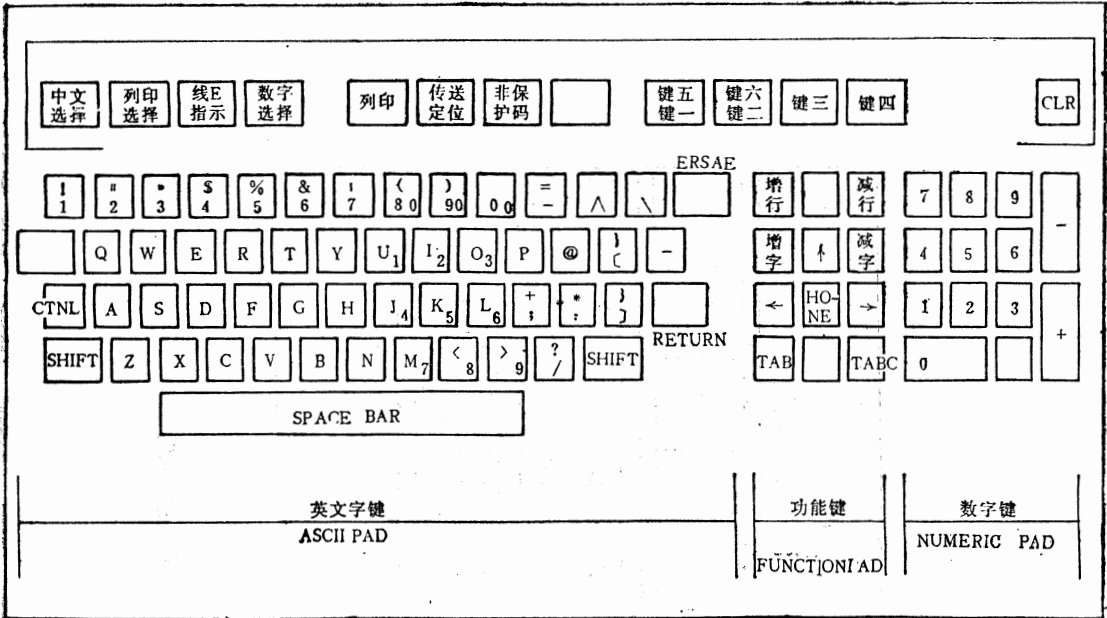 中文 列印 线E 数字 列印 传送 非保 键五 键六 键三 键四 CLR
选择 选择 指示 选择 定位 护码 键一 键二
ERSAE
! " $ % & ' ( ) = 增 减 7 8 9 -
1 2 3 4 5 6 7 8 0 9 0 0 0 - ∧ \ 行 行
Q W E R T Y U1 I2 O3 P @ } [ - 增字 ↑ 减字 4 5 6
CTNL A S D F G H J4 K5 L6 + ; * : } ] ← HO-NE → 1 2 3 +
RETURN
SHIFT Z X C V B N M7 < 8 > 9 ? / SHIFT TAB TABC 0
SPACE BAR
英文字键 功能键 数字键
ASCII PAD FUNCTION AD NUMERIC PAD